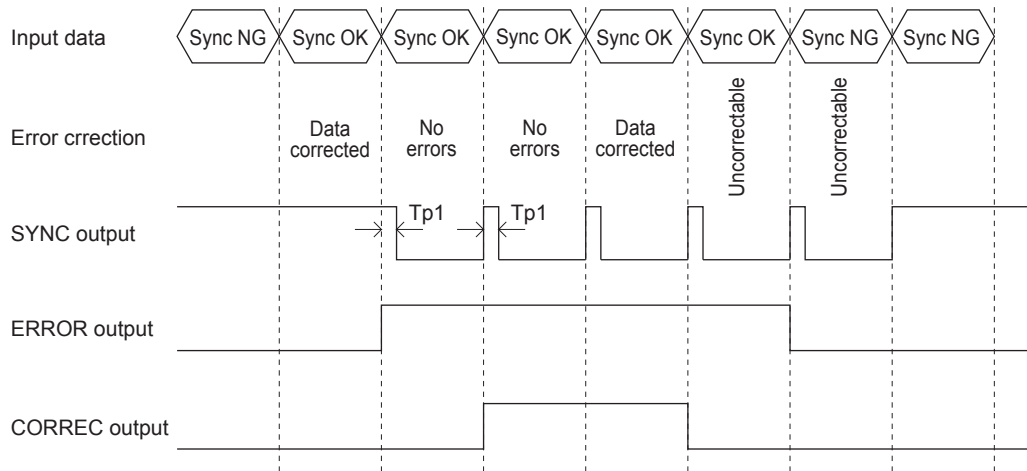 Input data Sync NG Sync OK Sync OK Sync OK Sync OK Sync OK Sync NG Sync NG
Error crrection
Data
corrected
No
errors
No
errors
Data
corrected
Uncorrectable
Uncorrectable
SYNC output
Tp1
Tp1
ERROR output
CORREC output